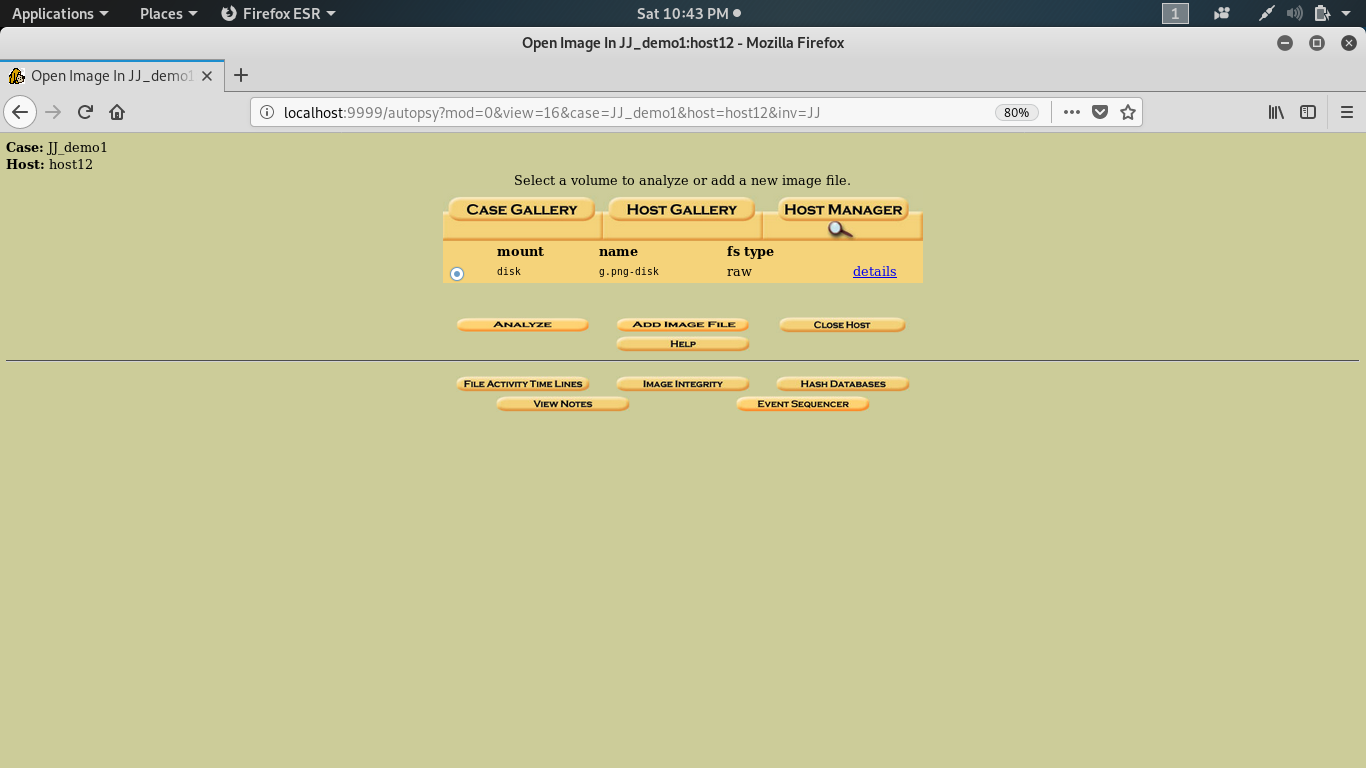 Applications Places Firefox ESR Sat 10:43 PM 1
Open Image In JJ_demo1:host12 - Mozilla Firefox
Open Image In JJ_demo1
localhost:9999/autopsy?mod=0&view=16&case=JJ_demo1&host=host12&inv=JJ 80%
Case: JJ_demo1
Host: host12
Select a volume to analyze or add a new image file.
CASE GALLERY HOST GALLERY HOST MANAGER
mount name fs type
disk g.png-disk raw details
ANALYZE ADD IMAGE FILE CLOSE HOST
HELP
FILE ACTIVITY TIME LINES IMAGE INTEGRITY HASH DATABASES
VIEW NOTES EVENT SEQUENCER